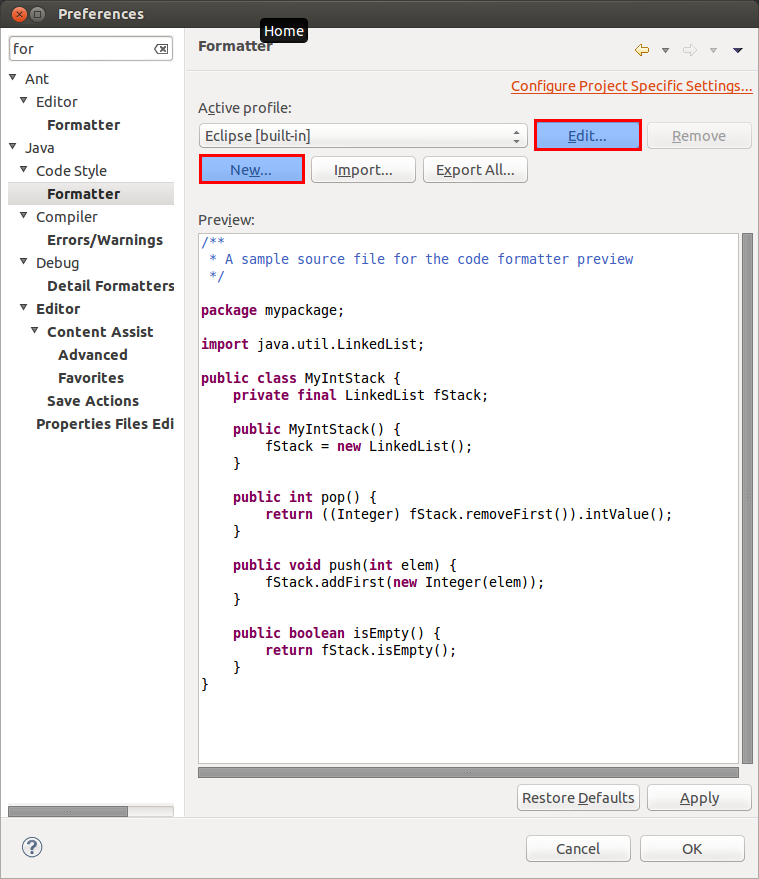 Preferences
Home
for
Formatter
Configure Project Specific Settings...
Ant
Editor
Formatter
Java
Code Style
Formatter
Compiler
Errors/Warnings
Debug
Detail Formatters
Editor
Content Assist
Advanced
Favorites
Save Actions
Properties Files Edi
Active profile:
Eclipse [built-in]
Edit...
Remove
New...
Import...
Export All...
Preview:
/**
 * A sample source file for the code formatter preview
 */
package mypackage;
import java.util.LinkedList;
public class MyIntStack {
    private final LinkedList fStack;
    public MyIntStack() {
        fStack = new LinkedList();
    }
    public int pop() {
        return ((Integer) fStack.removeFirst()).intValue();
    }
    public void push(int elem) {
        fStack.addFirst(new Integer(elem));
    }
    public boolean isEmpty() {
        return fStack.isEmpty();
    }
}
Restore Defaults
Apply
?
Cancel
OK